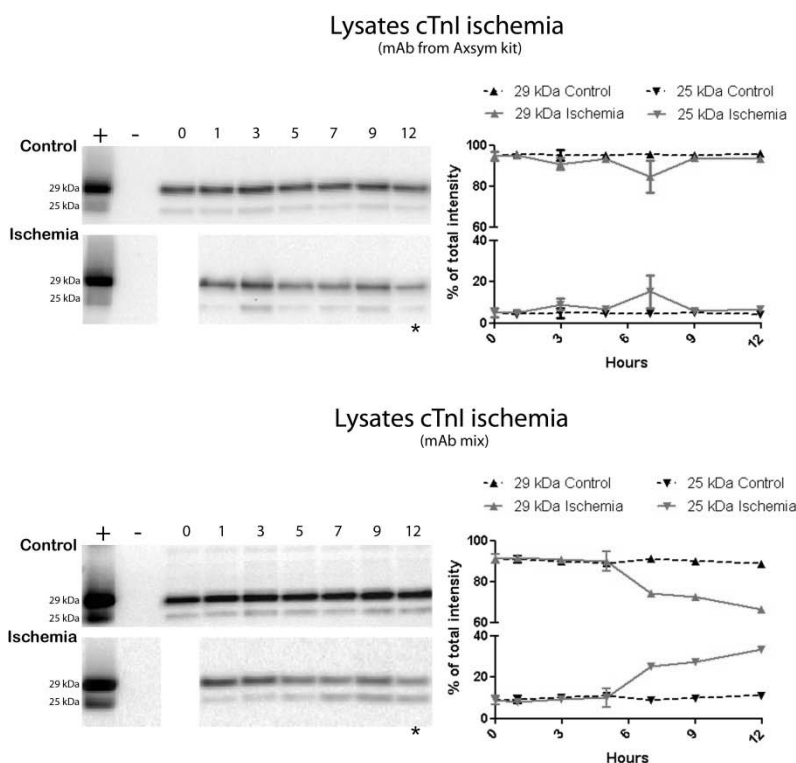 Lysates cTnI ischemia
(mAb from Axsym kit)
29 kDa Control 25 kDa Control
29 kDa Ischemia 25 kDa Ischemia
+ - 0 1 3 5 7 9 12
Control
29 kDa
25 kDa
Ischemia
29 kDa
25 kDa
*
% of total intensity
100
80
60
40
20
0
0 3 6 9 12
Hours
Lysates cTnI ischemia
(mAb mix)
29 kDa Control 25 kDa Control
29 kDa Ischemia 25 kDa Ischemia
+ - 0 1 3 5 7 9 12
Control
29 kDa
25 kDa
Ischemia
29 kDa
25 kDa
*
% of total intensity
100
80
60
40
20
0
0 3 6 9 12
Hours